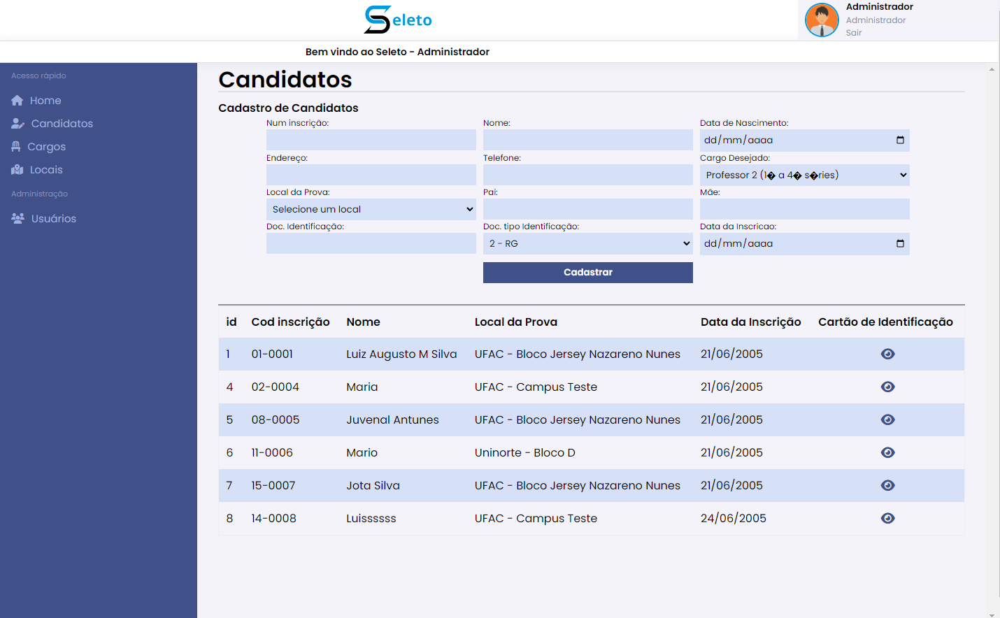 Seleto
Administrador
Administrador
Sair
Bem vindo ao Seleto - Administrador
Acesso rápido
Home
Candidatos
Cargos
Locais
Administração
Usuários
Candidatos
Cadastro de Candidatos
Num inscrição: Nome: Data de Nascimento:
dd/mm/aaaa
Endereço: Telefone: Cargo Desejado:
Professor 2 (1� a 4� s�ries)
Local da Prova: Pai: Mãe:
Selecione um local
Doc. Identificação: Doc. tipo Identificação: Data da Inscricao:
2 - RG dd/mm/aaaa
Cadastrar
id Cod inscrição Nome Local da Prova Data da Inscrição Cartão de Identificação
1 01-0001 Luiz Augusto M Silva UFAC - Bloco Jersey Nazareno Nunes 21/06/2005
4 02-0004 Maria UFAC - Campus Teste 21/06/2005
5 08-0005 Juvenal Antunes UFAC - Bloco Jersey Nazareno Nunes 21/06/2005
6 11-0006 Mario Uninorte - Bloco D 21/06/2005
7 15-0007 Jota Silva UFAC - Bloco Jersey Nazareno Nunes 21/06/2005
8 14-0008 Luissssss UFAC - Campus Teste 24/06/2005